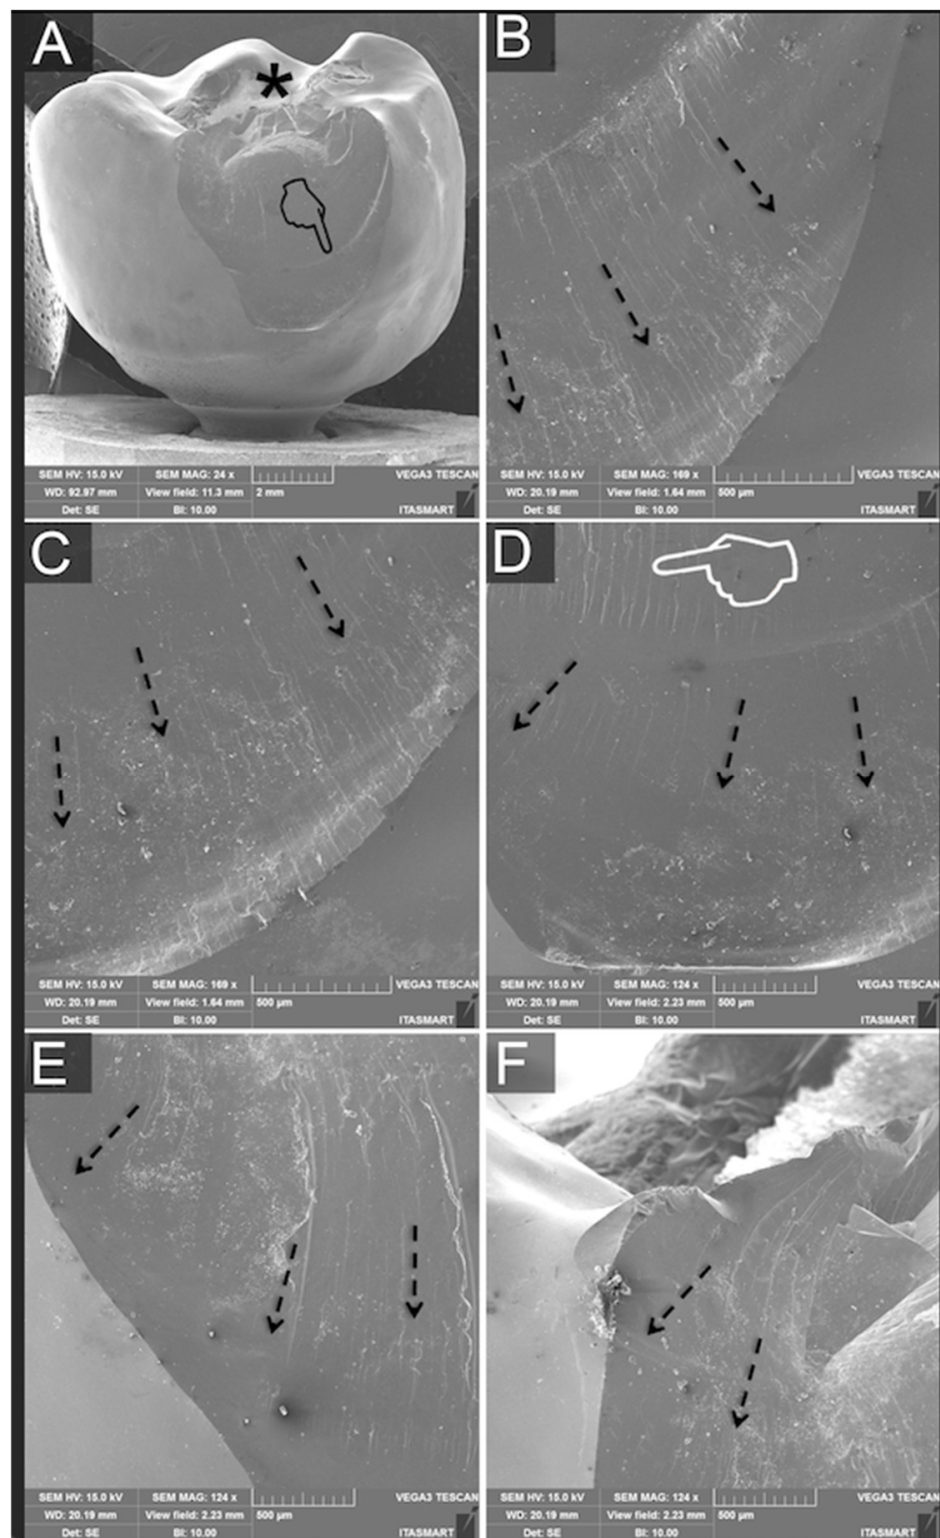 A
*
SEM HV: 15.0 kV SEM MAG: 24 x VEGA3 TESCAN
WD: 92.97 mm View field: 11.3 mm 2 mm
Det: SE BI: 10.00 ITASMART
B
SEM HV: 15.0 kV SEM MAG: 169 x VEGA3 TESCAN
WD: 20.19 mm View field: 1.64 mm 500 µm
Det: SE BI: 10.00 ITASMART
C
SEM HV: 15.0 kV SEM MAG: 169 x VEGA3 TESCAN
WD: 20.19 mm View field: 1.64 mm 500 µm
Det: SE BI: 10.00 ITASMART
D
SEM HV: 15.0 kV SEM MAG: 124 x VEGA3 TESCAN
WD: 20.19 mm View field: 2.23 mm 500 µm
Det: SE BI: 10.00 ITASMART
E
SEM HV: 15.0 kV SEM MAG: 124 x VEGA3 TESCAN
WD: 20.19 mm View field: 2.23 mm 500 µm
Det: SE BI: 10.00 ITASMART
F
SEM HV: 15.0 kV SEM MAG: 124 x VEGA3 TESCAN
WD: 20.19 mm View field: 2.23 mm 500 µm
Det: SE BI: 10.00 ITASMART